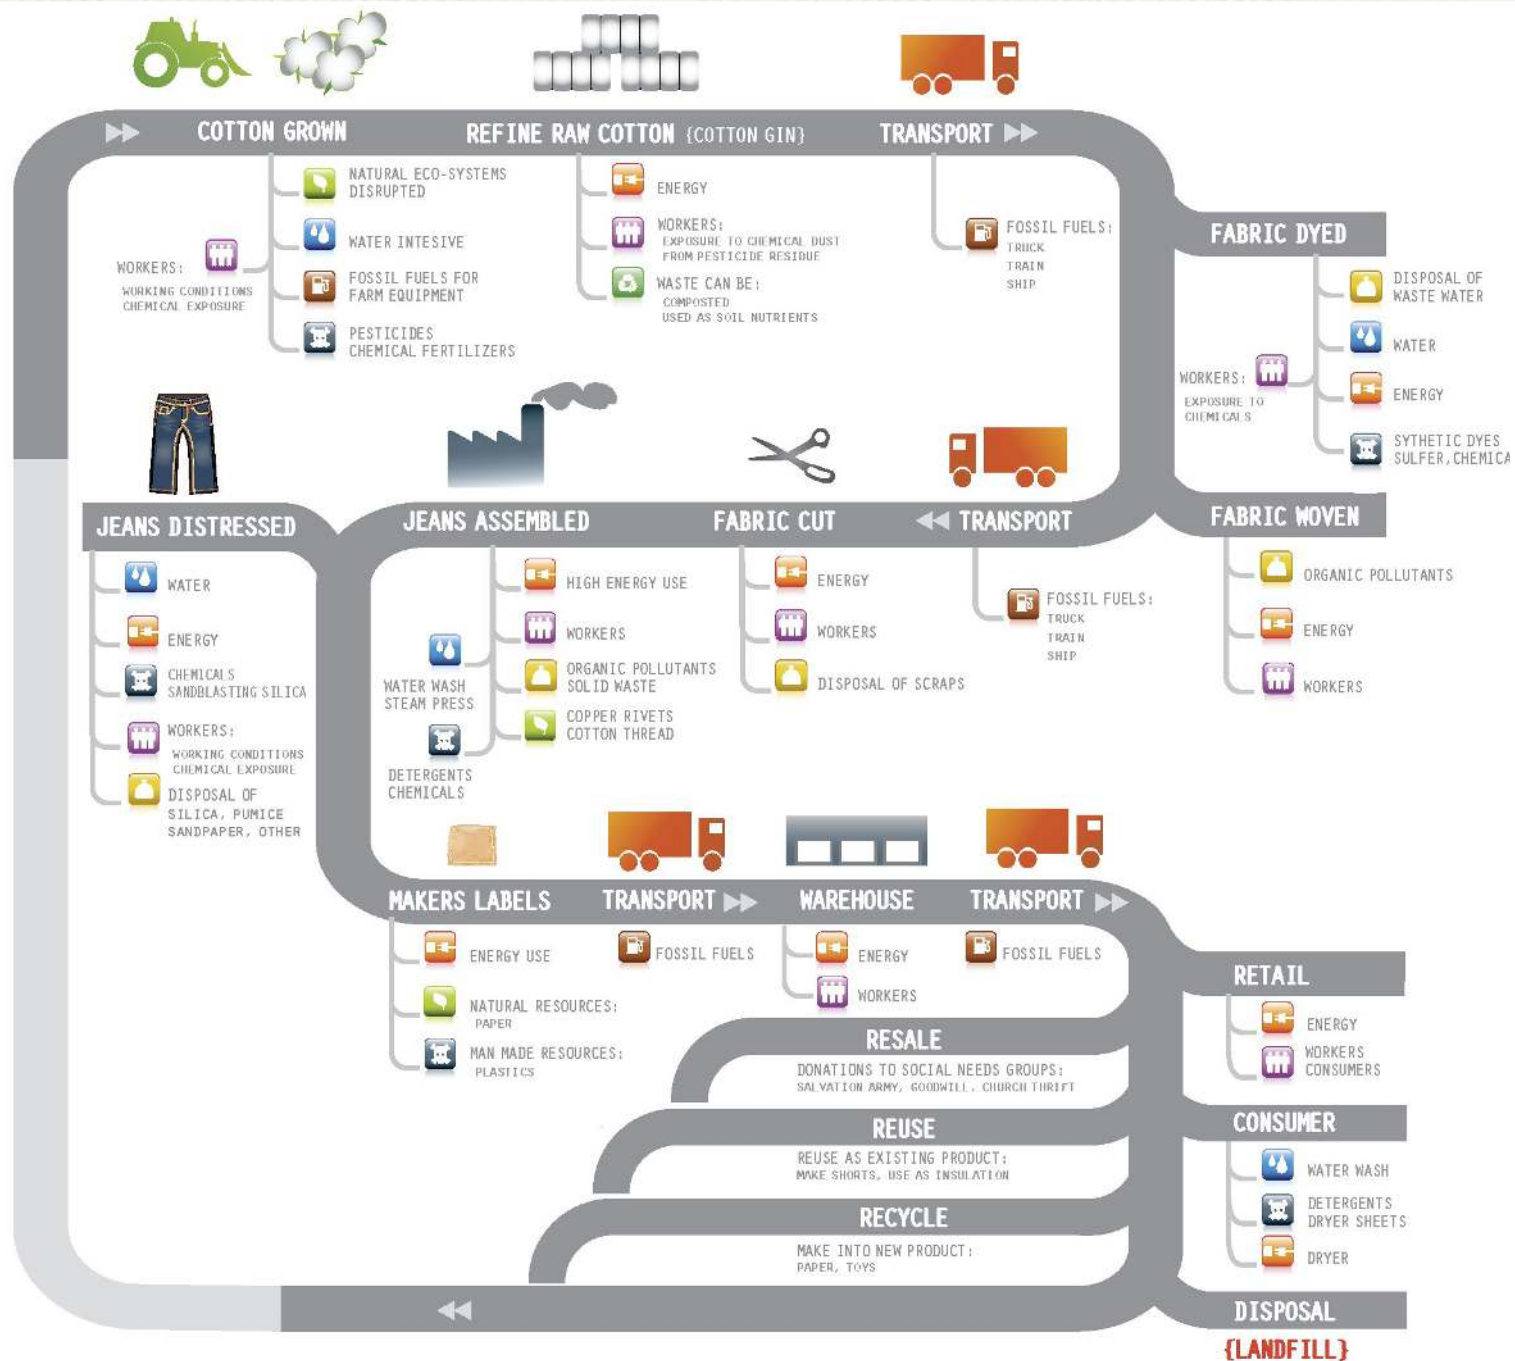 COTTON GROWN
REFINE RAW COTTON {COTTON GIN}
TRANSPORT
NATURAL ECO-SYSTEMS
DISRUPTED
WATER INTESIVE
FOSSIL FUELS FOR
FARM EQUIPMENT
PESTICIDES
CHEMICAL FERTILIZERS
WORKERS:
WORKING CONDITIONS
CHEMICAL EXPOSURE
ENERGY
WORKERS:
EXPOSURE TO CHEMICAL DUST
FROM PESTICIDE RESIDUE
WASTE CAN BE:
COMPOSTED
USED AS SOIL NUTRIENTS
FOSSIL FUELS:
TRUCK
TRAIN
SHIP
FABRIC DYED
DISPOSAL OF
WASTE WATER
WATER
ENERGY
SYTHETIC DYES
SULFER, CHEMICA
WORKERS:
EXPOSURE TO
CHEMICALS
FABRIC WOVEN
ORGANIC POLLUTANTS
ENERGY
WORKERS
TRANSPORT
FOSSIL FUELS:
TRUCK
TRAIN
SHIP
FABRIC CUT
ENERGY
WORKERS
DISPOSAL OF SCRAPS
JEANS ASSEMBLED
HIGH ENERGY USE
WORKERS
ORGANIC POLLUTANTS
SOLID WASTE
COPPER RIVETS
COTTON THREAD
WATER WASH
STEAM PRESS
DETERGENTS
CHEMICALS
JEANS DISTRESSED
WATER
ENERGY
CHEMICALS
SANDBLASTING SILICA
WORKERS:
WORKING CONDITIONS
CHEMICAL EXPOSURE
DISPOSAL OF
SILICA, PUMICE
SANDPAPER, OTHER
MAKERS LABELS
ENERGY USE
NATURAL RESOURCES:
PAPER
MAN MADE RESOURCES:
PLASTICS
TRANSPORT
FOSSIL FUELS
WAREHOUSE
ENERGY
WORKERS
TRANSPORT
FOSSIL FUELS
RETAIL
ENERGY
WORKERS
CONSUMERS
CONSUMER
WATER WASH
DETERGENTS
DRYER SHEETS
DRYER
RESALE
DONATIONS TO SOCIAL NEEDS GROUPS:
SALVATION ARMY, GOODWILL, CHURCH THRIFT
REUSE
REUSE AS EXISTING PRODUCT:
MAKE SHORTS, USE AS INSULATION
RECYCLE
MAKE INTO NEW PRODUCT:
PAPER, TOYS
DISPOSAL
{LANDFILL}